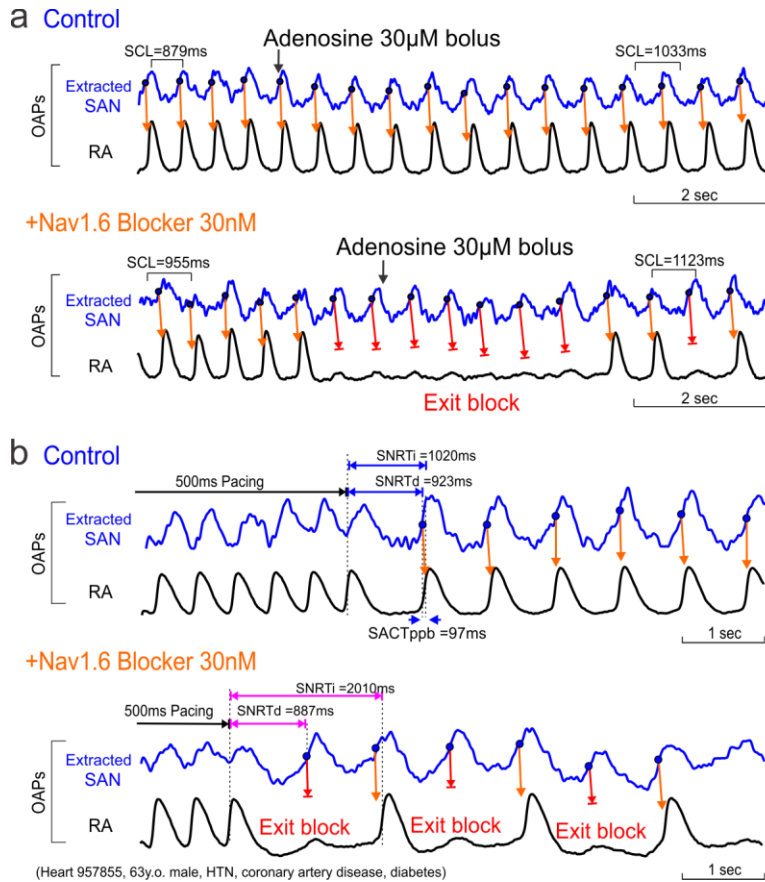 a Control
SCL=879ms Adenosine 30µM bolus SCL=1033ms
OAPs
Extracted
SAN
RA
2 sec
+Nav1.6 Blocker 30nM
Adenosine 30µM bolus
SCL=955ms SCL=1123ms
OAPs
Extracted
SAN
RA
Exit block
2 sec
b Control
SNRTi =1020ms
500ms Pacing SNRTd =923ms
OAPs
Extracted
SAN
RA
SACTppb =97ms
1 sec
+Nav1.6 Blocker 30nM
SNRTi=2010ms
500ms Pacing SNRTd=887ms
OAPs
Extracted
SAN
RA
Exit block Exit block Exit block
1 sec
(Heart 957855, 63y.o. male, HTN, coronary artery disease, diabetes)